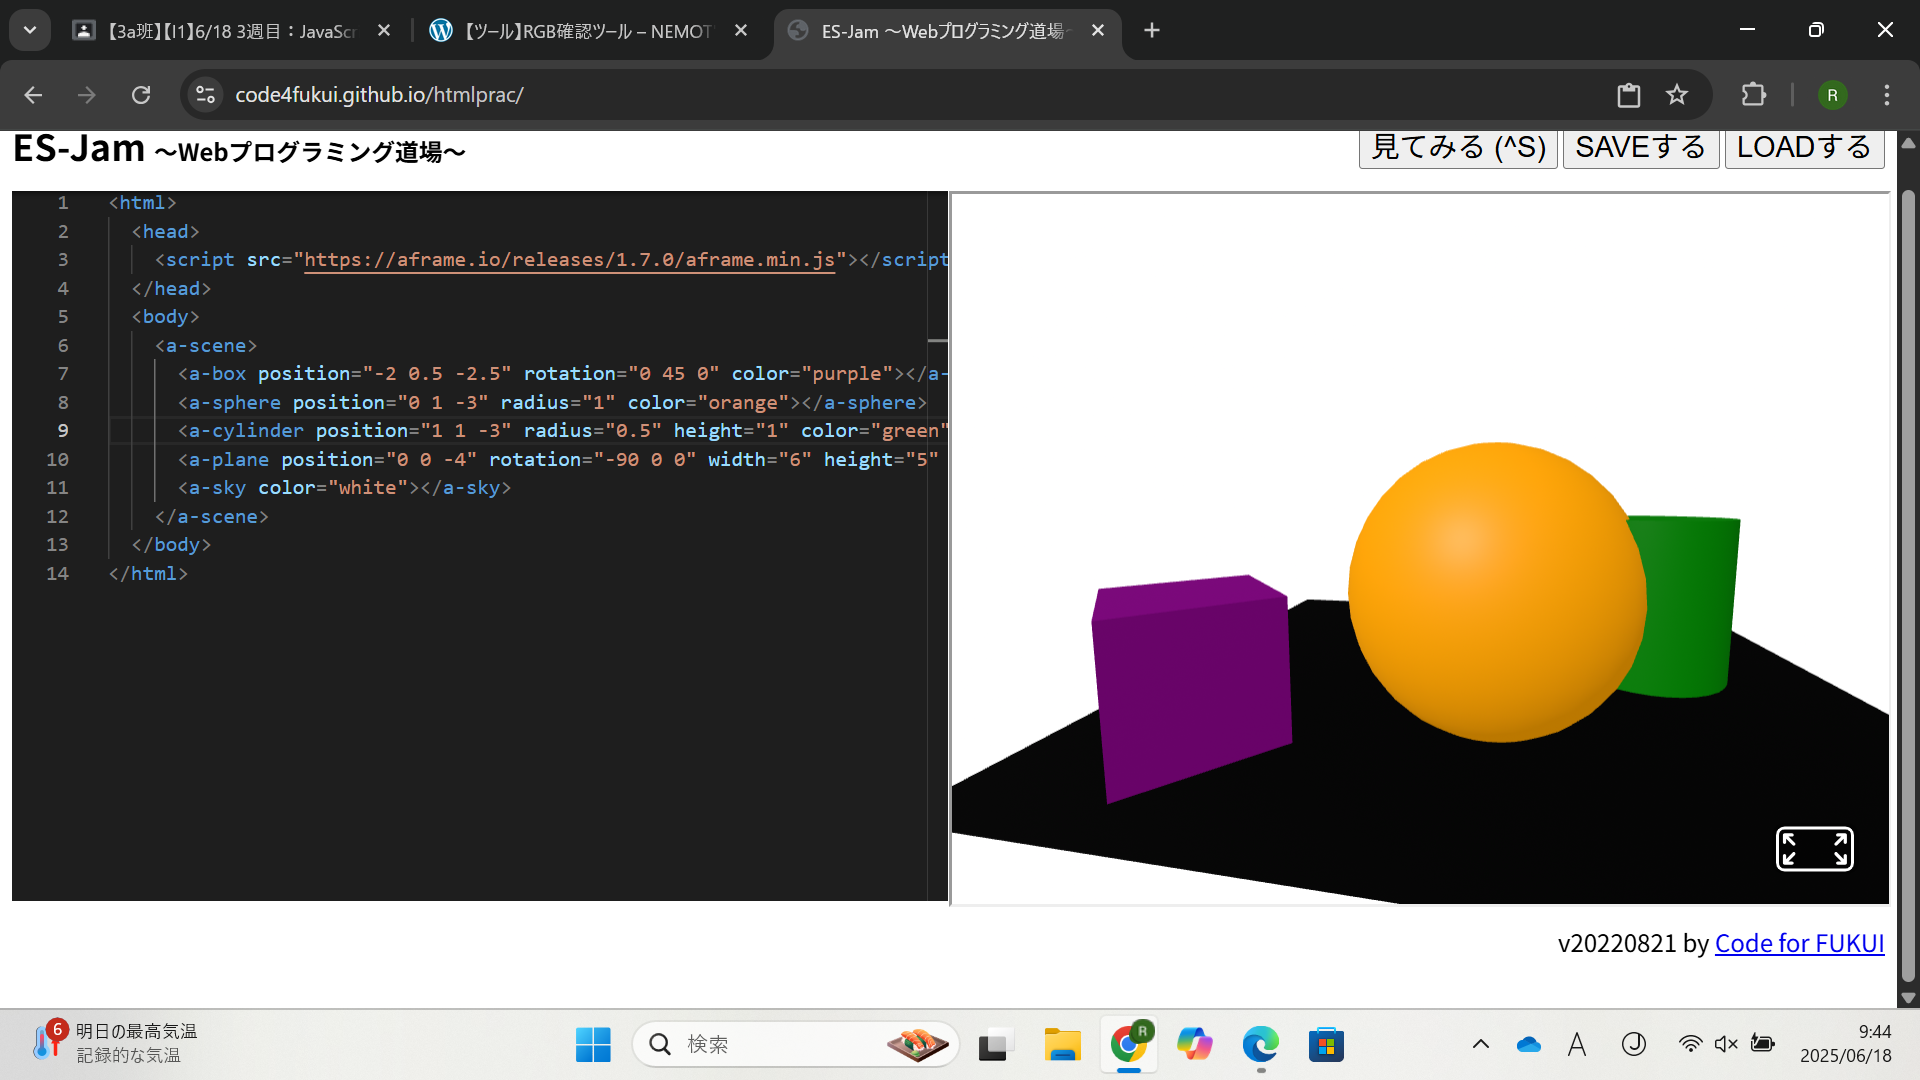 【3a班】【I1】6/18 3週目：JavaScr
【ツール】RGB確認ツール – NEMOT
ES-Jam 〜Webプログラミング道場〜
code4fukui.github.io/htmlprac/
R
ES-Jam 〜Webプログラミング道場〜
見てみる (^S)
SAVEする
LOADする
1 <html>
2 <head>
3 <script src="https://aframe.io/releases/1.7.0/aframe.min.js"></script
4 </head>
5 <body>
6 <a-scene>
7 <a-box position="-2 0.5 -2.5" rotation="0 45 0" color="purple"></a-
8 <a-sphere position="0 1 -3" radius="1" color="orange"></a-sphere>
9 <a-cylinder position="1 1 -3" radius="0.5" height="1" color="green"
10 <a-plane position="0 0 -4" rotation="-90 0 0" width="6" height="5"
11 <a-sky color="white"></a-sky>
12 </a-scene>
13 </body>
14 </html>
v20220821 by Code for FUKUI
6
明日の最高気温
記録的な気温
検索
R
A
J
9:44
2025/06/18